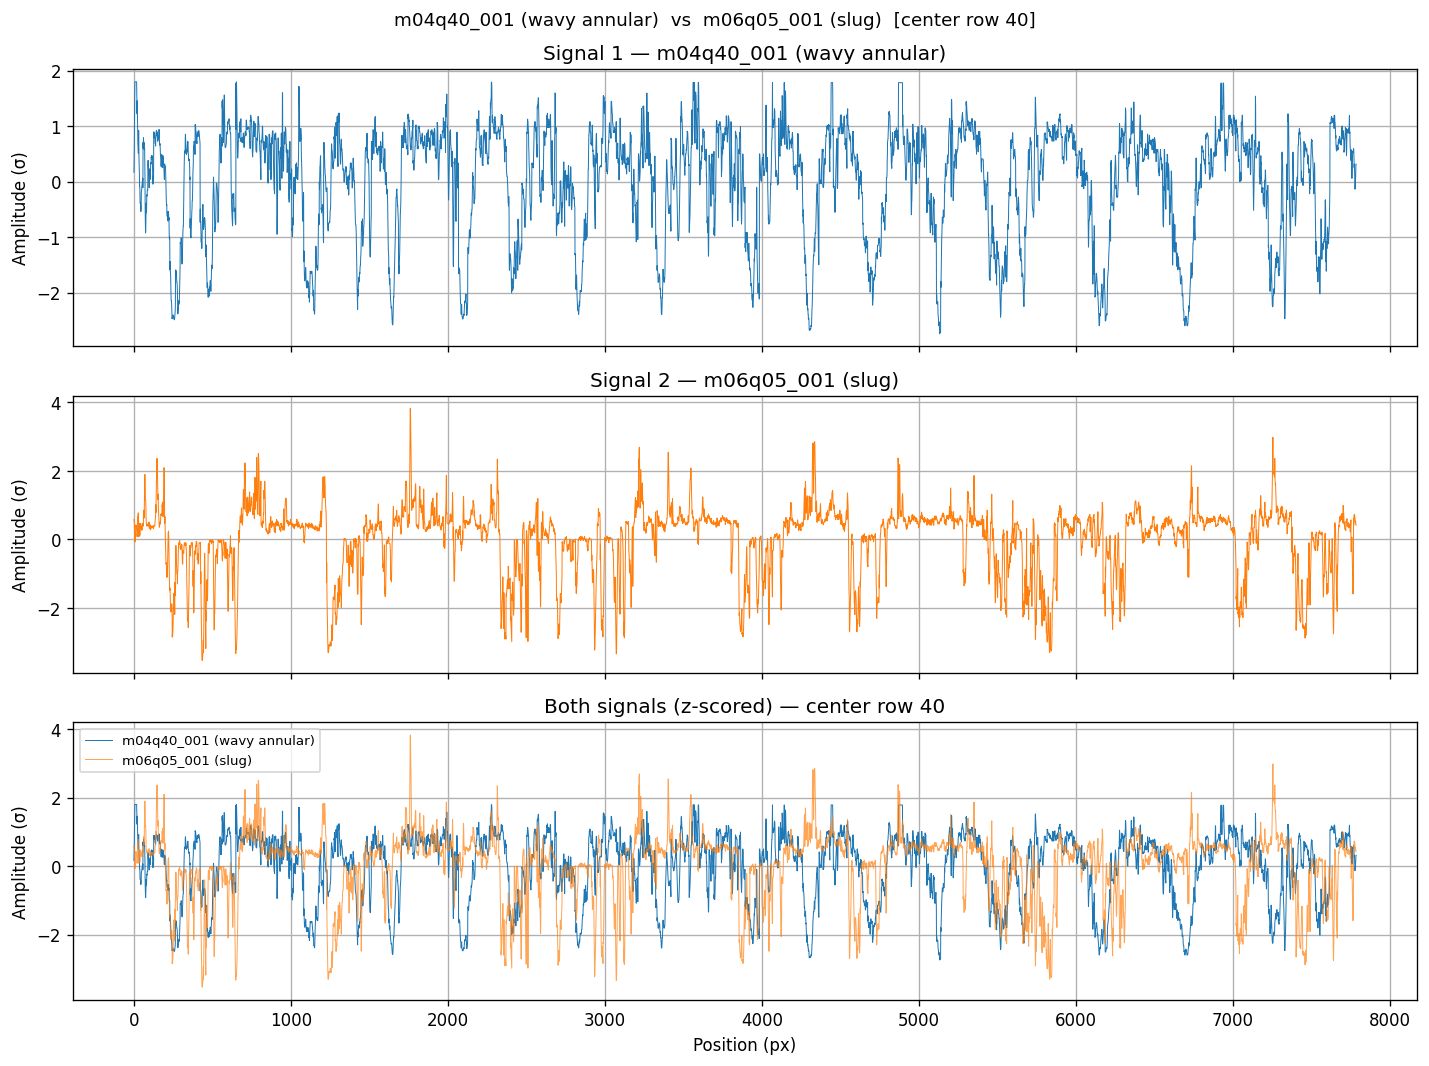 m04q40_001 (wavy annular)  vs  m06q05_001 (slug)  [center row 40]
Signal 1 — m04q40_001 (wavy annular)
2
1
0
−1
−2
Amplitude (σ)
Signal 2 — m06q05_001 (slug)
4
2
0
−2
Amplitude (σ)
Both signals (z-scored) — center row 40
m04q40_001 (wavy annular)
m06q05_001 (slug)
4
2
0
−2
Amplitude (σ)
0 1000 2000 3000 4000 5000 6000 7000 8000
Position (px)